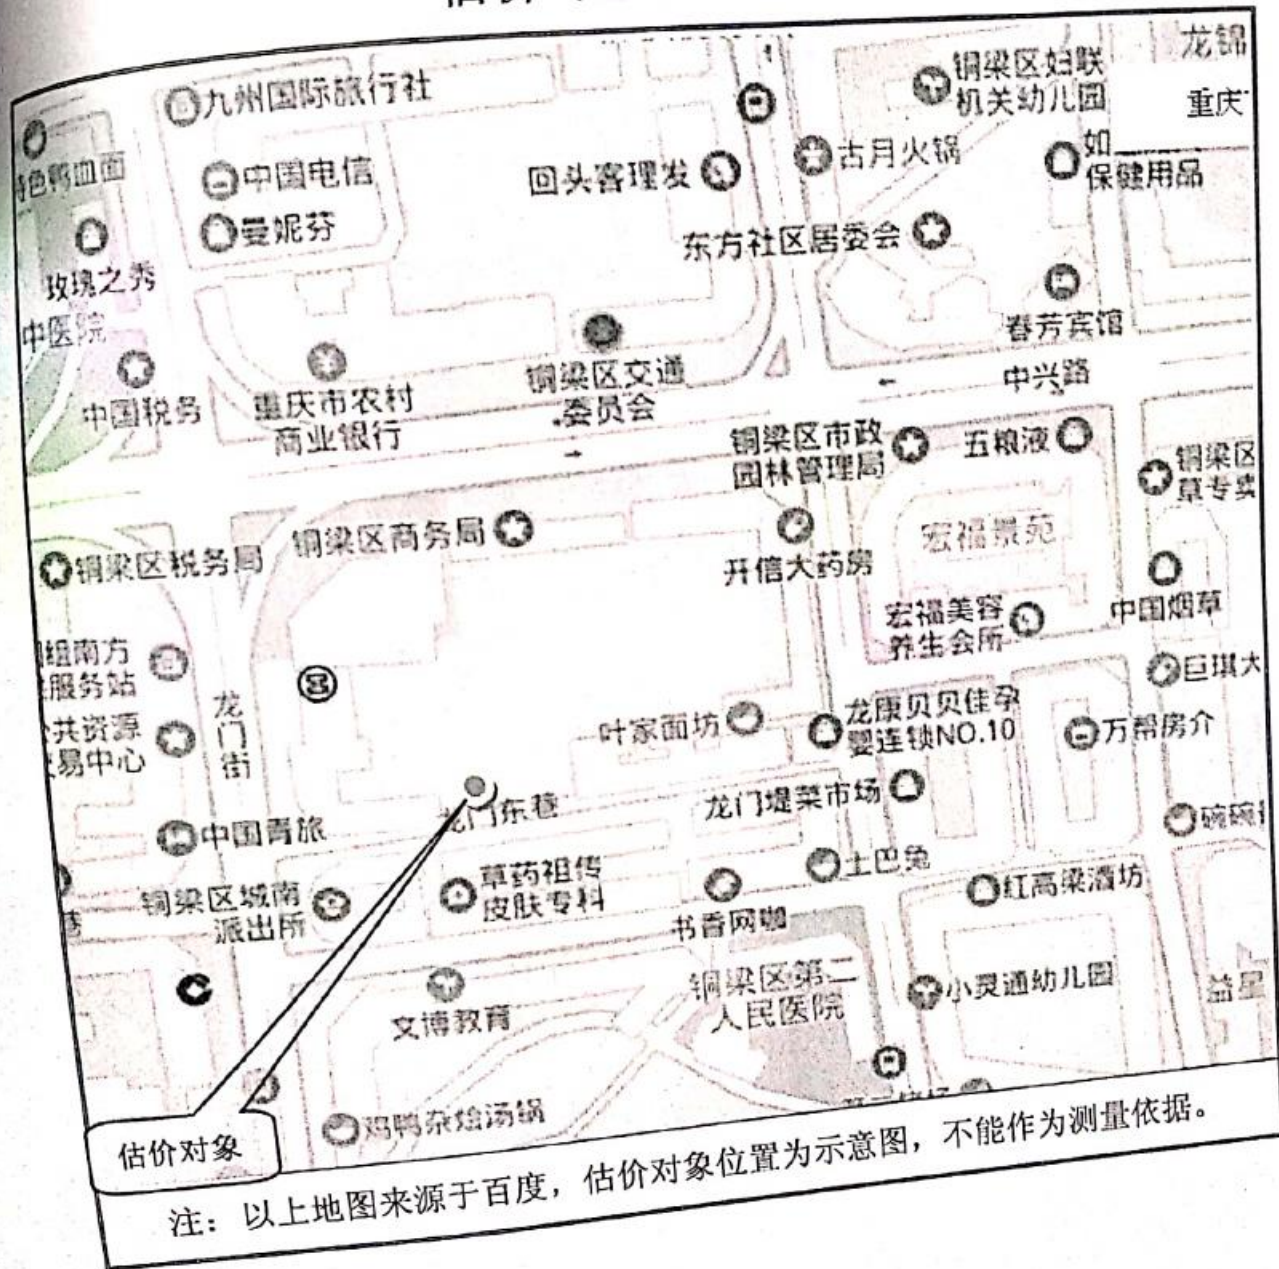 龙锦
九州国际旅行社
铜梁区妇联
机关幼儿园
重庆
特色鸭血面
中国电信
回头客理发
古月火锅
如
保健用品
曼妮芬
东方社区居委会
玫瑰之秀
中医院
春芳宾馆
中国税务
重庆市农村
商业银行
铜梁区交通
委员会
中兴路
铜梁区市政
园林管理局
五粮液
铜梁区
草专卖
铜梁区税务局
铜梁区商务局
开信大药房
宏福景苑
宏福美容
养生会所
中国烟草
组南方
服务站
巨琪大
龙门街
共资源
易中心
叶家面坊
龙康贝贝佳孕
婴连锁NO.10
万帮房介
龙门东巷
龙门堤菜市场
中国青旅
碗碗
铜梁区城南
派出所
草药祖传
皮肤专科
土巴兔
红高粱酒坊
巷
书香网咖
铜梁区第二
人民医院
小灵通幼儿园
益星
文博教育
鸡鸭杂烩汤锅
估价对象
注：以上地图来源于百度，估价对象位置为示意图，不能作为测量依据。